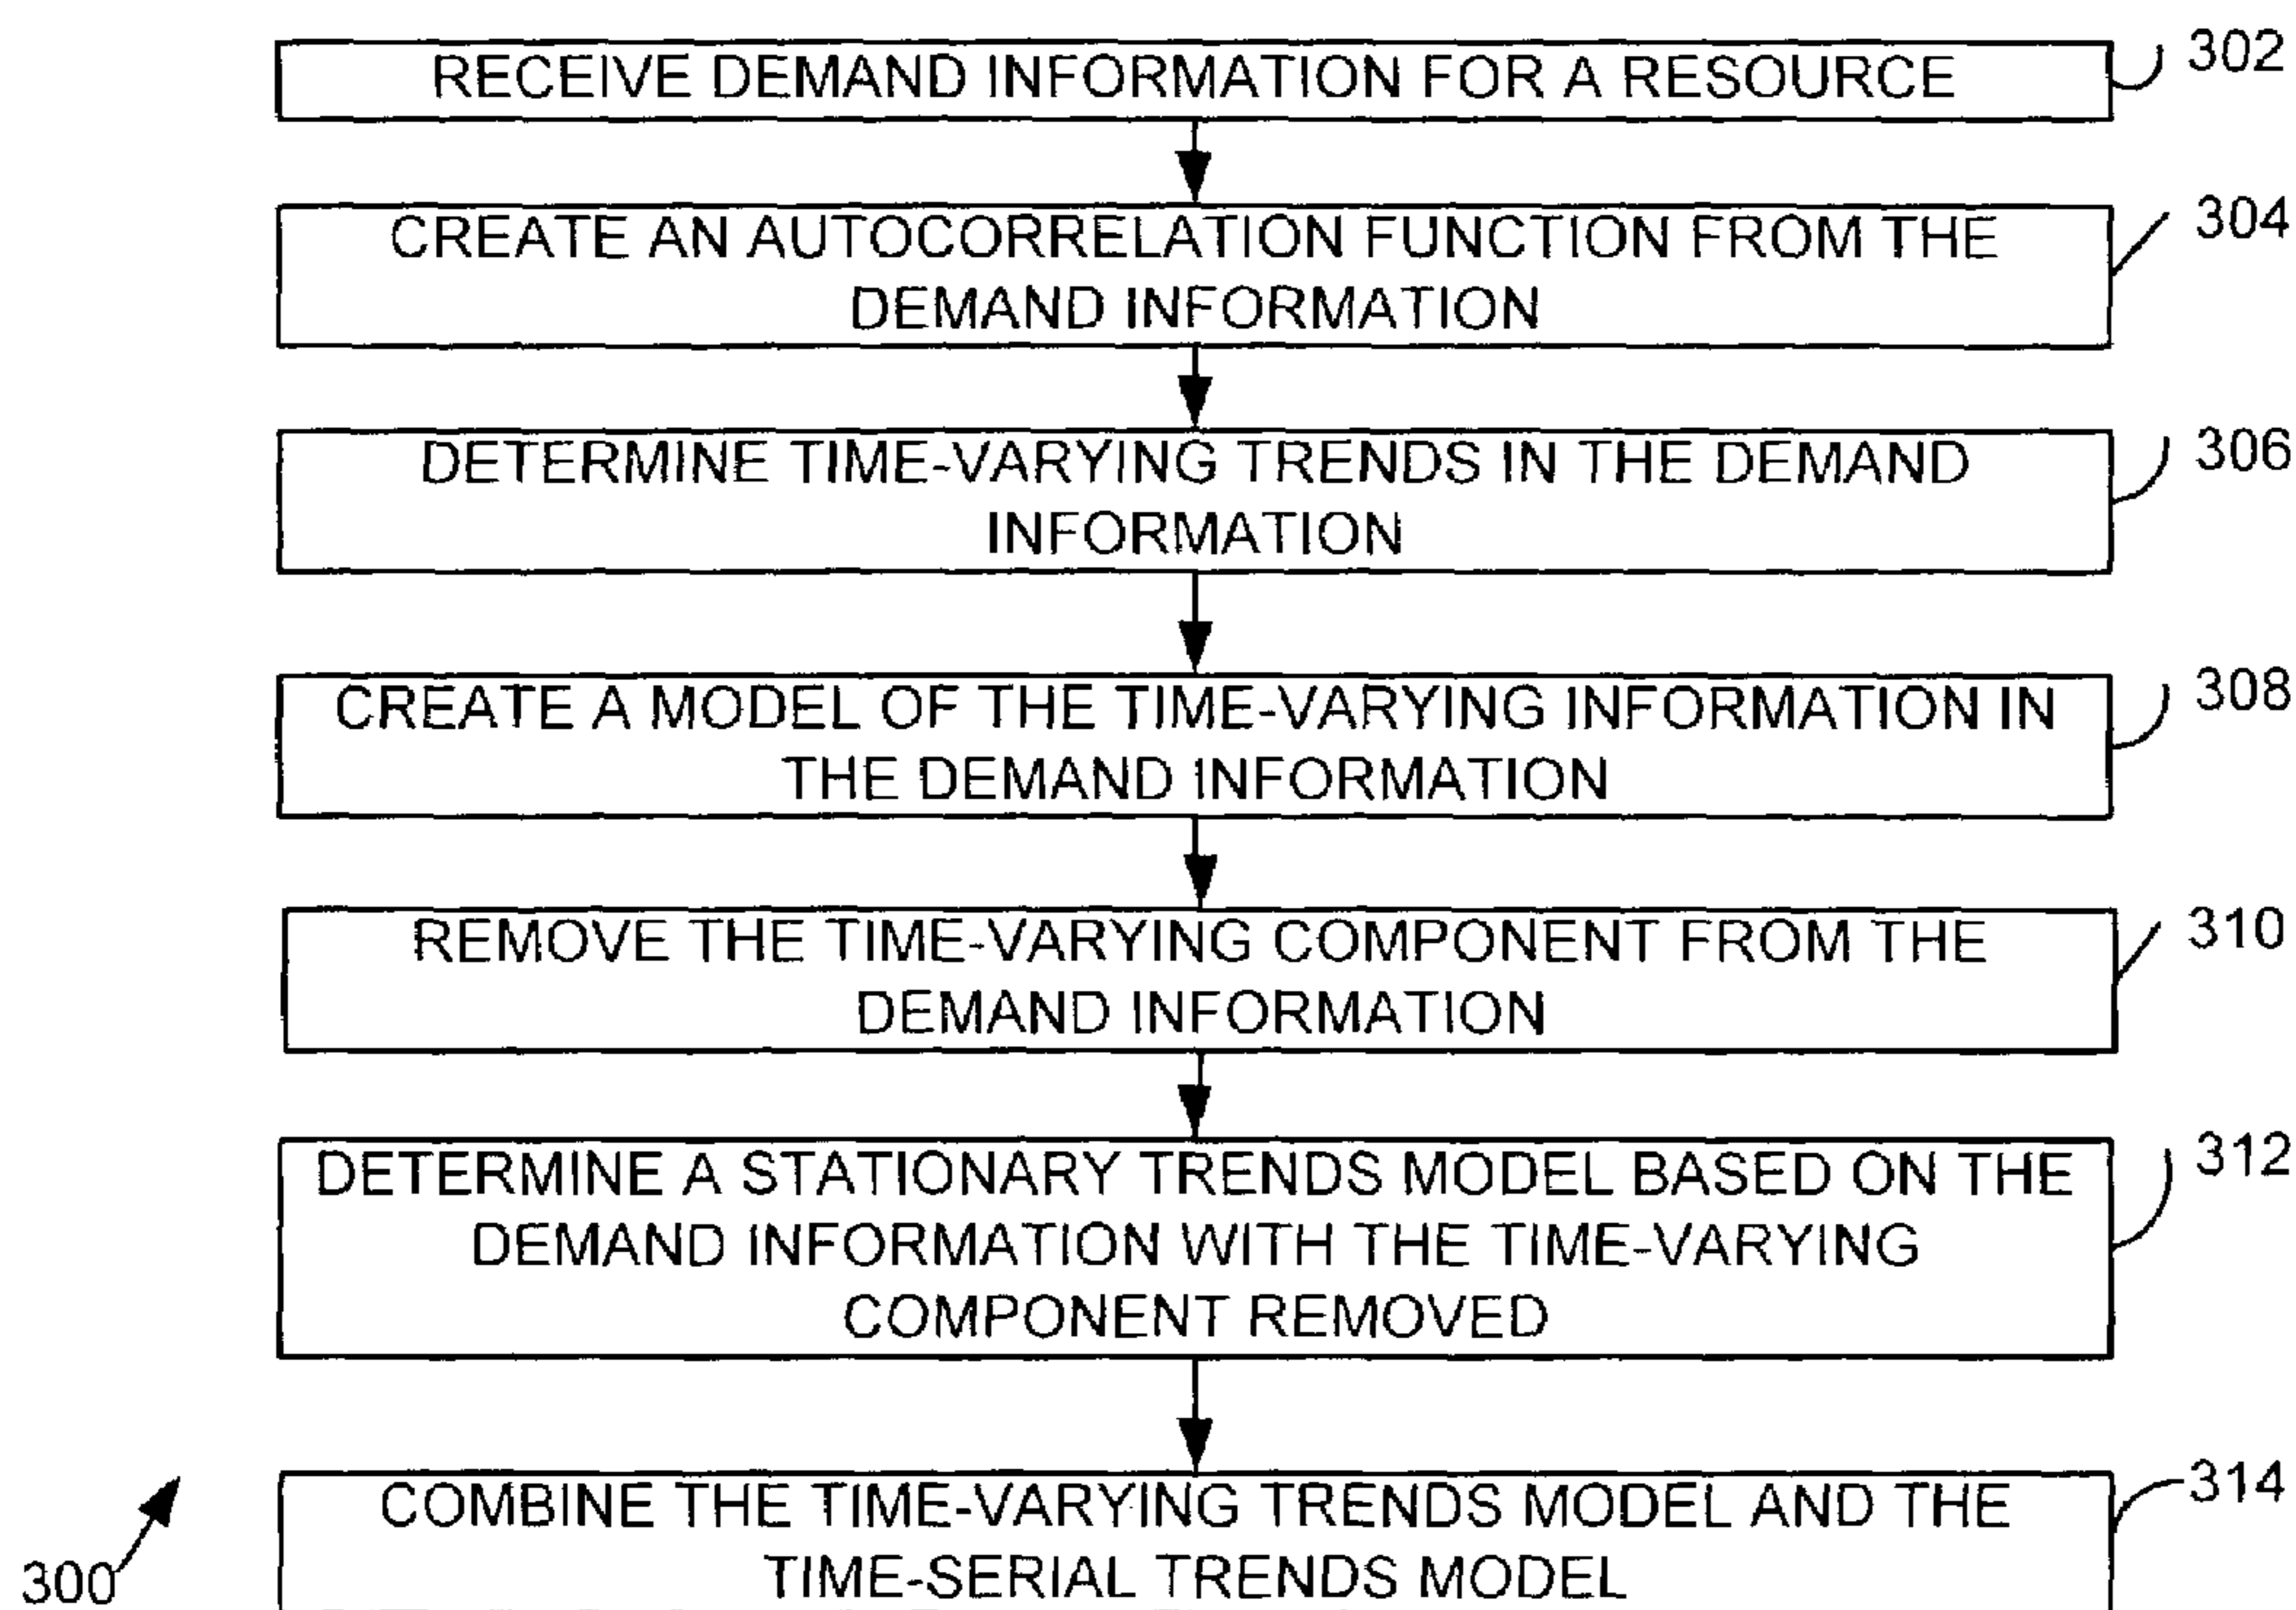 RECEIVE DEMAND INFORMATION FOR A RESOURCE
302
CREATE AN AUTOCORRELATION FUNCTION FROM THE
DEMAND INFORMATION
304
DETERMINE TIME-VARYING TRENDS IN THE DEMAND
INFORMATION
306
CREATE A MODEL OF THE TIME-VARYING INFORMATION IN
THE DEMAND INFORMATION
308
REMOVE THE TIME-VARYING COMPONENT FROM THE
DEMAND INFORMATION
310
DETERMINE A STATIONARY TRENDS MODEL BASED ON THE
DEMAND INFORMATION WITH THE TIME-VARYING
COMPONENT REMOVED
312
COMBINE THE TIME-VARYING TRENDS MODEL AND THE
TIME-SERIAL TRENDS MODEL
314
300